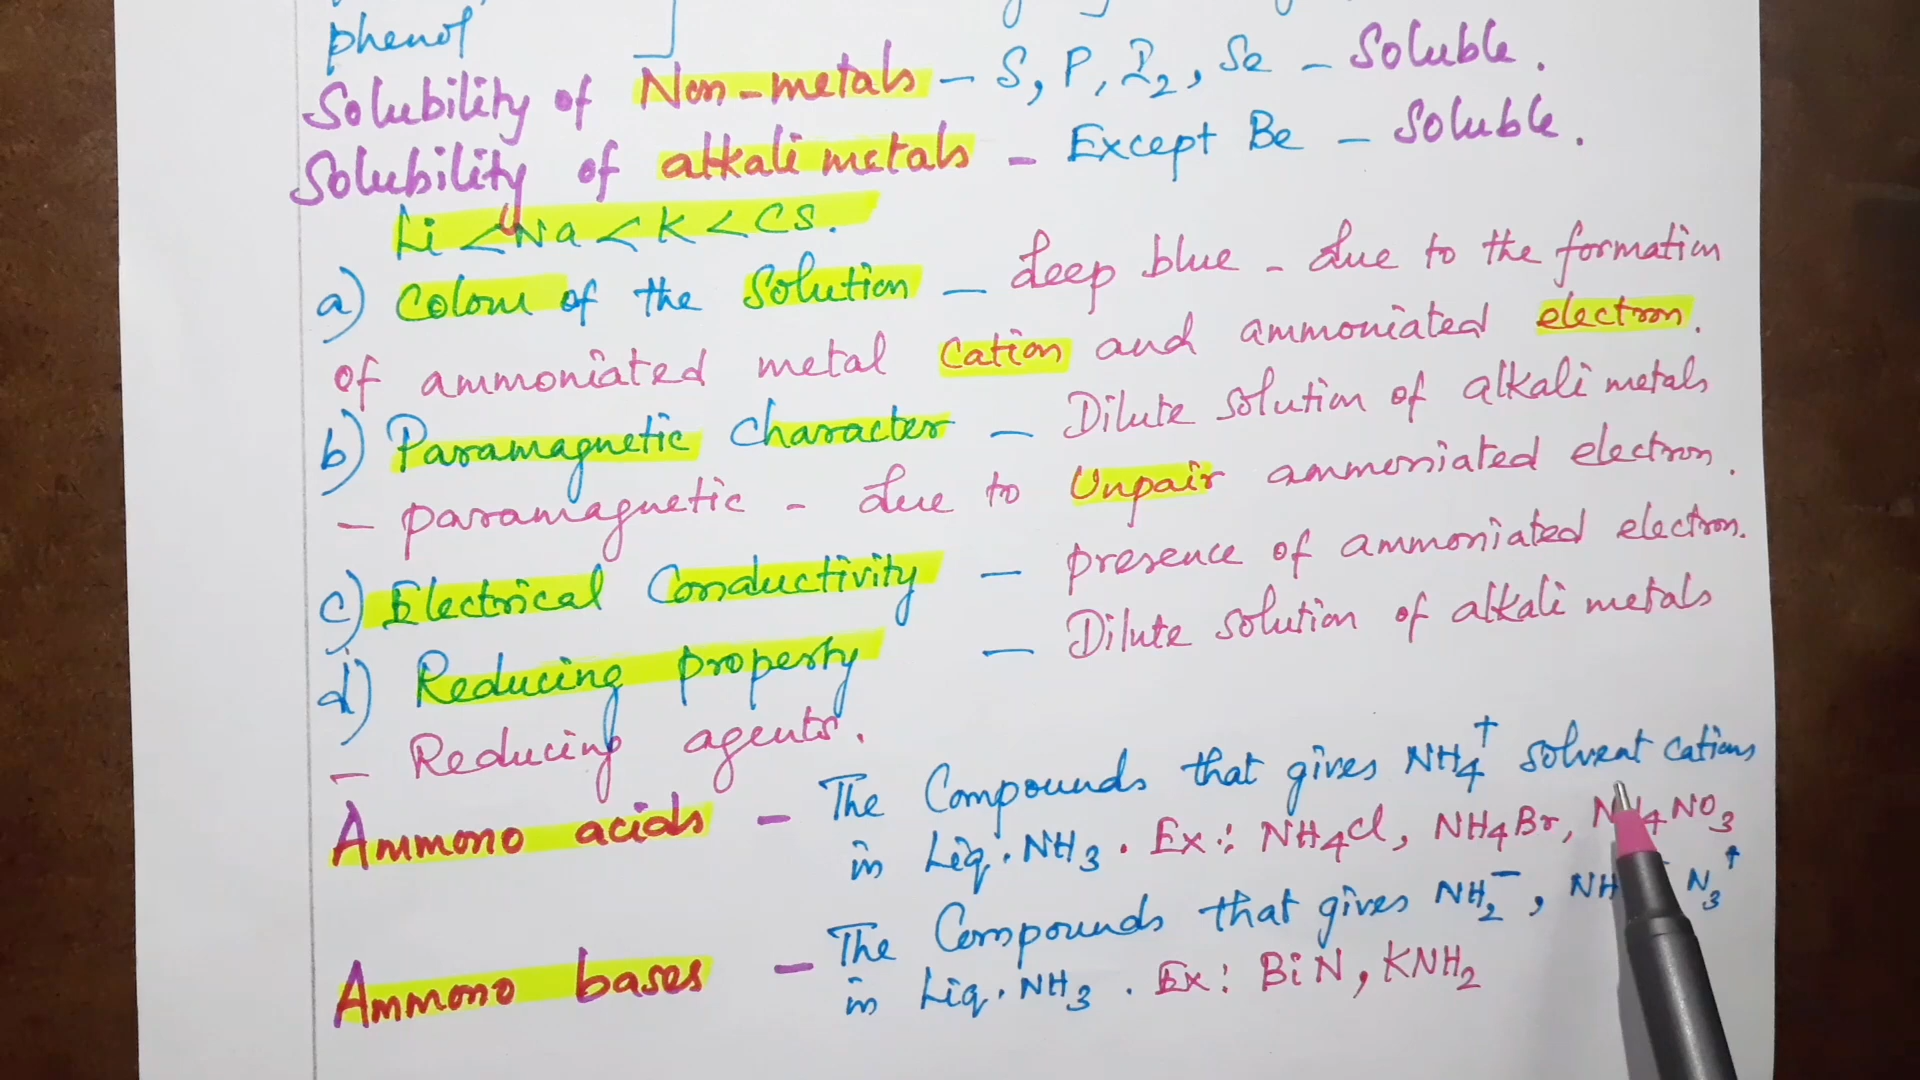 phenol ]
Solubility of Non-metals - S, P, I2, Se - Soluble.
Solubility of alkali metals - Except Be - Soluble.
Li < Na < K < Cs.
a) Colour of the Solution - deep blue - due to the formation
of ammoniated metal Cation and ammoniated electron.
b) Paramagnetic Character - Dilute solution of alkali metals
- paramagnetic - due to Unpair ammoniated electron.
c) Electrical Conductivity - presence of ammoniated electron.
d) Reducing property - Dilute solution of alkali metals
- Reducing agents.
Ammono acids - The Compounds that gives NH4+ solvent cations
in Liq. NH3. Ex: NH4Cl, NH4Br, NH4NO3
Ammono bases - The Compounds that gives NH2-, NH N3+
in Liq. NH3. Ex: BiN, KNH2